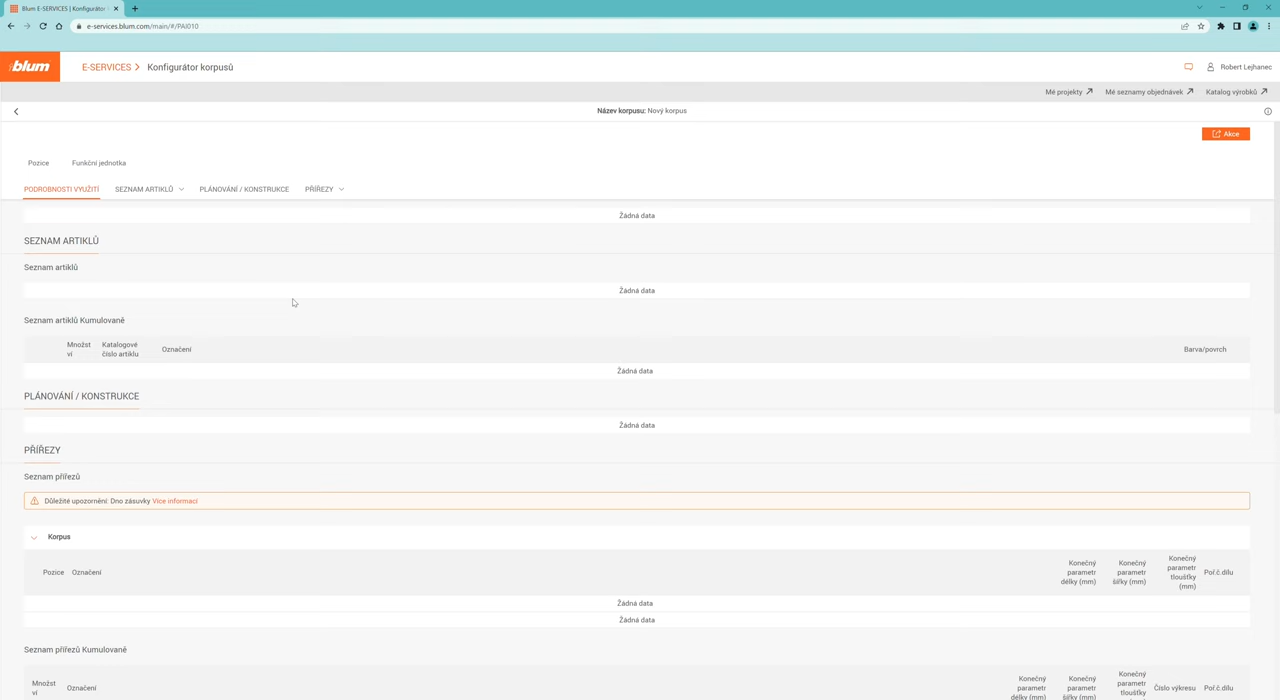 Blum E-SERVICES | Konfigurátor
e-services.blum.com/main/#/PAI010
blum
E-SERVICES
Konfigurátor korpusů
Robert Lejhanec
Mé projekty
Mé seznamy objednávek
Katalog výrobků
Název korpusu: Nový korpus
Akce
Pozice
Funkční jednotka
PODROBNOSTI VYUŽITÍ
SEZNAM ARTIKLŮ
PLÁNOVÁNÍ / KONSTRUKCE
PŘÍŘEZY
Žádná data
SEZNAM ARTIKLŮ
Seznam artiklů
Žádná data
Seznam artiklů Kumulovaně
Množst
ví
Katalogové
číslo artiklu
Označení
Barva/povrch
Žádná data
PLÁNOVÁNÍ / KONSTRUKCE
Žádná data
PŘÍŘEZY
Seznam přířezů
Důležité upozornění: Dno zásuvky Více informací
Korpus
Pozice
Označení
Konečný
parametr
délky (mm)
Konečný
parametr
šířky (mm)
Konečný
parametr
tloušťky
(mm)
Poř.č.dílu
Žádná data
Žádná data
Seznam přířezů Kumulovaně
Množst
ví
Označení
Konečný
parametr
délky (mm)
Konečný
parametr
šířky (mm)
Konečný
parametr
tloušťky
Číslo výkresu
Poř.č.dílu